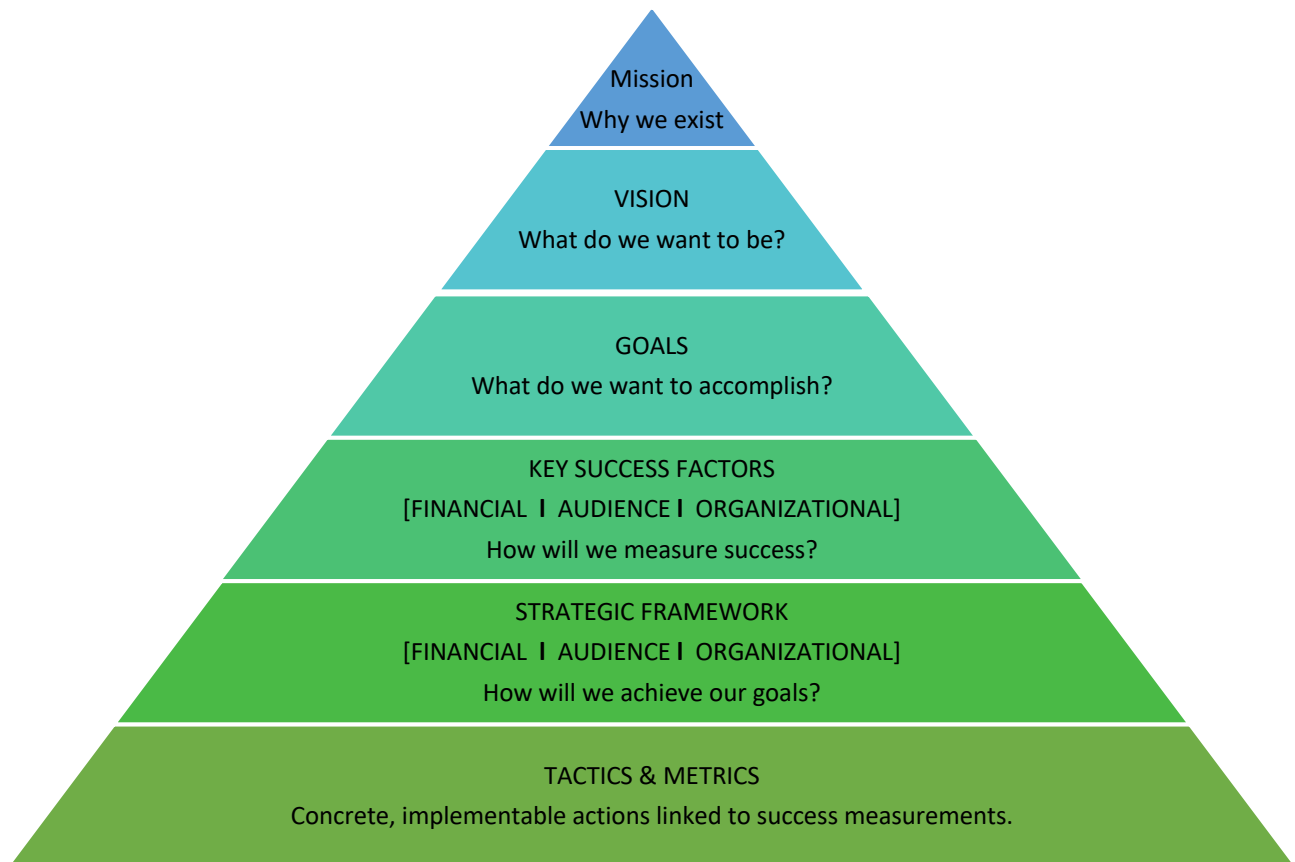 Mission
Why we exist
VISION
What do we want to be?
GOALS
What do we want to accomplish?
KEY SUCCESS FACTORS
[FINANCIAL I AUDIENCE I ORGANIZATIONAL]
How will we measure success?
STRATEGIC FRAMEWORK
[FINANCIAL I AUDIENCE I ORGANIZATIONAL]
How will we achieve our goals?
TACTICS & METRICS
Concrete, implementable actions linked to success measurements.